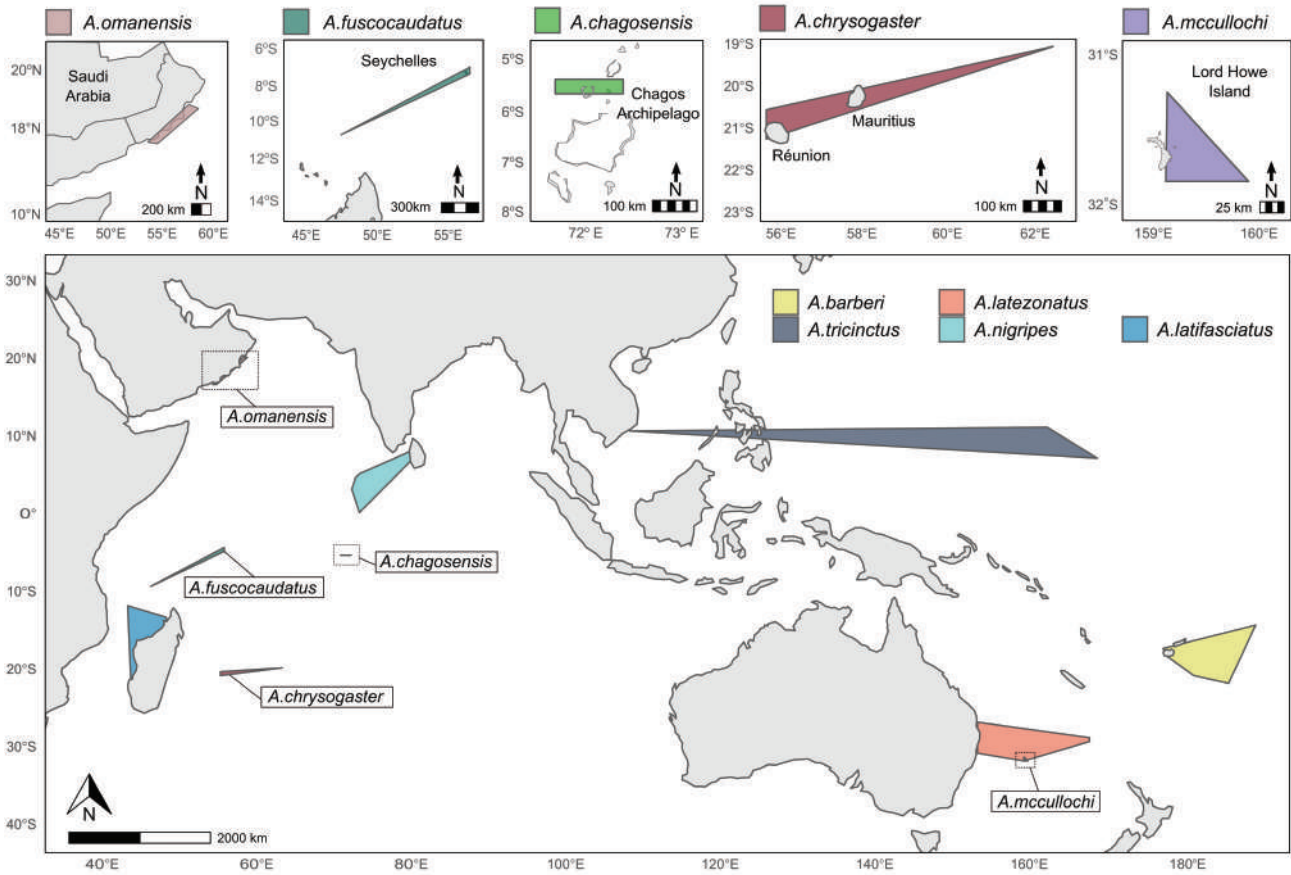 A.omanensis
20°N
18°N
10°N
Saudi
Arabia
N
200 km
45°E 50°E 55°E 60°E
A.fuscocaudatus
6°S
8°S
10°S
12°S
14°S
Seychelles
N
300km
45°E 50°E 55°E
A.chagosensis
5°S
6°S
7°S
8°S
Chagos
Archipelago
N
100 km
72° E 73° E
A.chrysogaster
19°S
20°S
21°S
22°S
23°S
Mauritius
Réunion
N
100 km
56°E 58°E 60°E 62°E
A.mccullochi
31°S
32°S
Lord Howe
Island
N
25 km
159°E 160°E
30°N
20°N
10°N
O°
10°S
20°S
30°S
40°S
A.barberi A.latezonatus
A.tricinctus A.nigripes A.latifasciatus
A.omanensis
A.chagosensis
A.fuscocaudatus
A.chrysogaster
A.mccullochi
N
2000 km
40°E 60°E 80°E 100°E 120°E 140°E 160°E 180°E